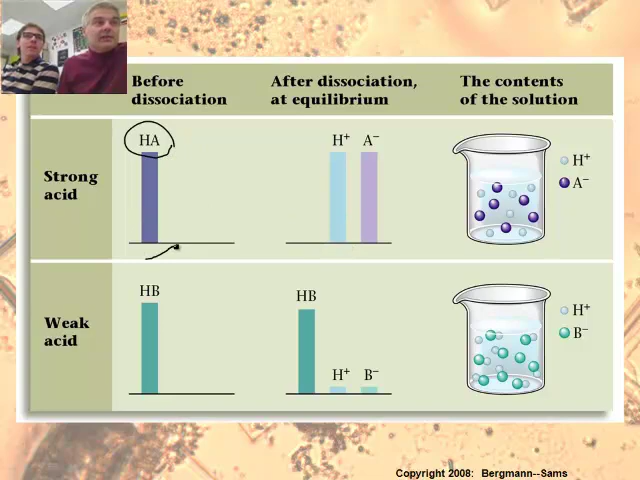 Before
dissociation
After dissociation,
at equilibrium
The contents
of the solution
Strong
acid
HA
H⁺ A⁻
H⁺
A⁻
Weak
acid
HB
HB
H⁺ B⁻
H⁺
B⁻
Copyright 2008: Bergmann--Sams